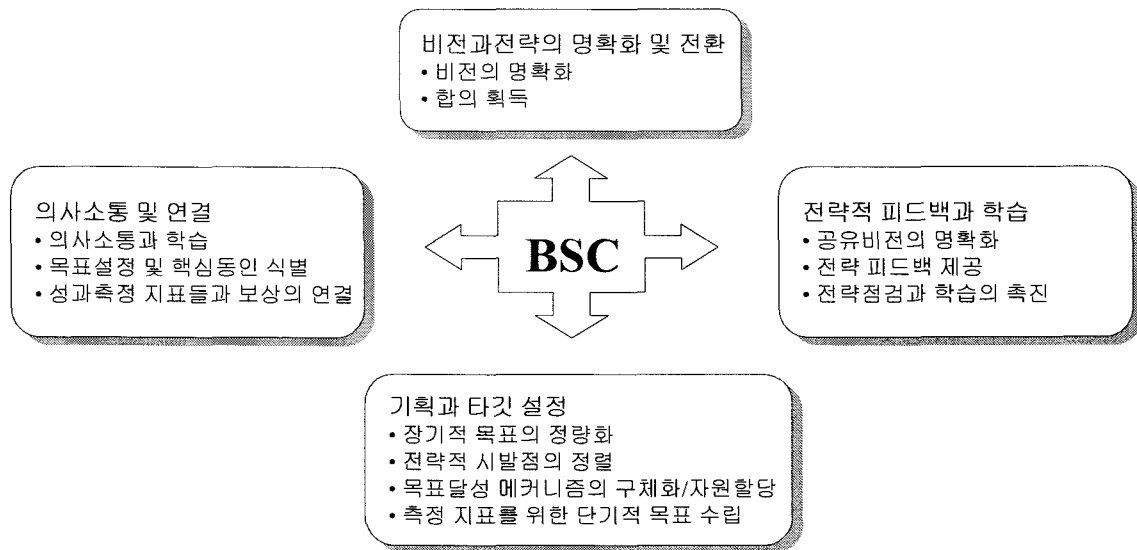 비전과전략의 명확화 및 전환
• 비전의 명확화
• 합의 획득
의사소통 및 연결
• 의사소통과 학습
• 목표설정 및 핵심동인 식별
• 성과측정 지표들과 보상의 연결
BSC
전략적 피드백과 학습
• 공유비전의 명확화
• 전략 피드백 제공
• 전략점검과 학습의 촉진
기획과 타깃 설정
• 장기적 목표의 정량화
• 전략적 시발점의 정렬
• 목표달성 메커니즘의 구체화/자원할당
• 측정 지표를 위한 단기적 목표 수립